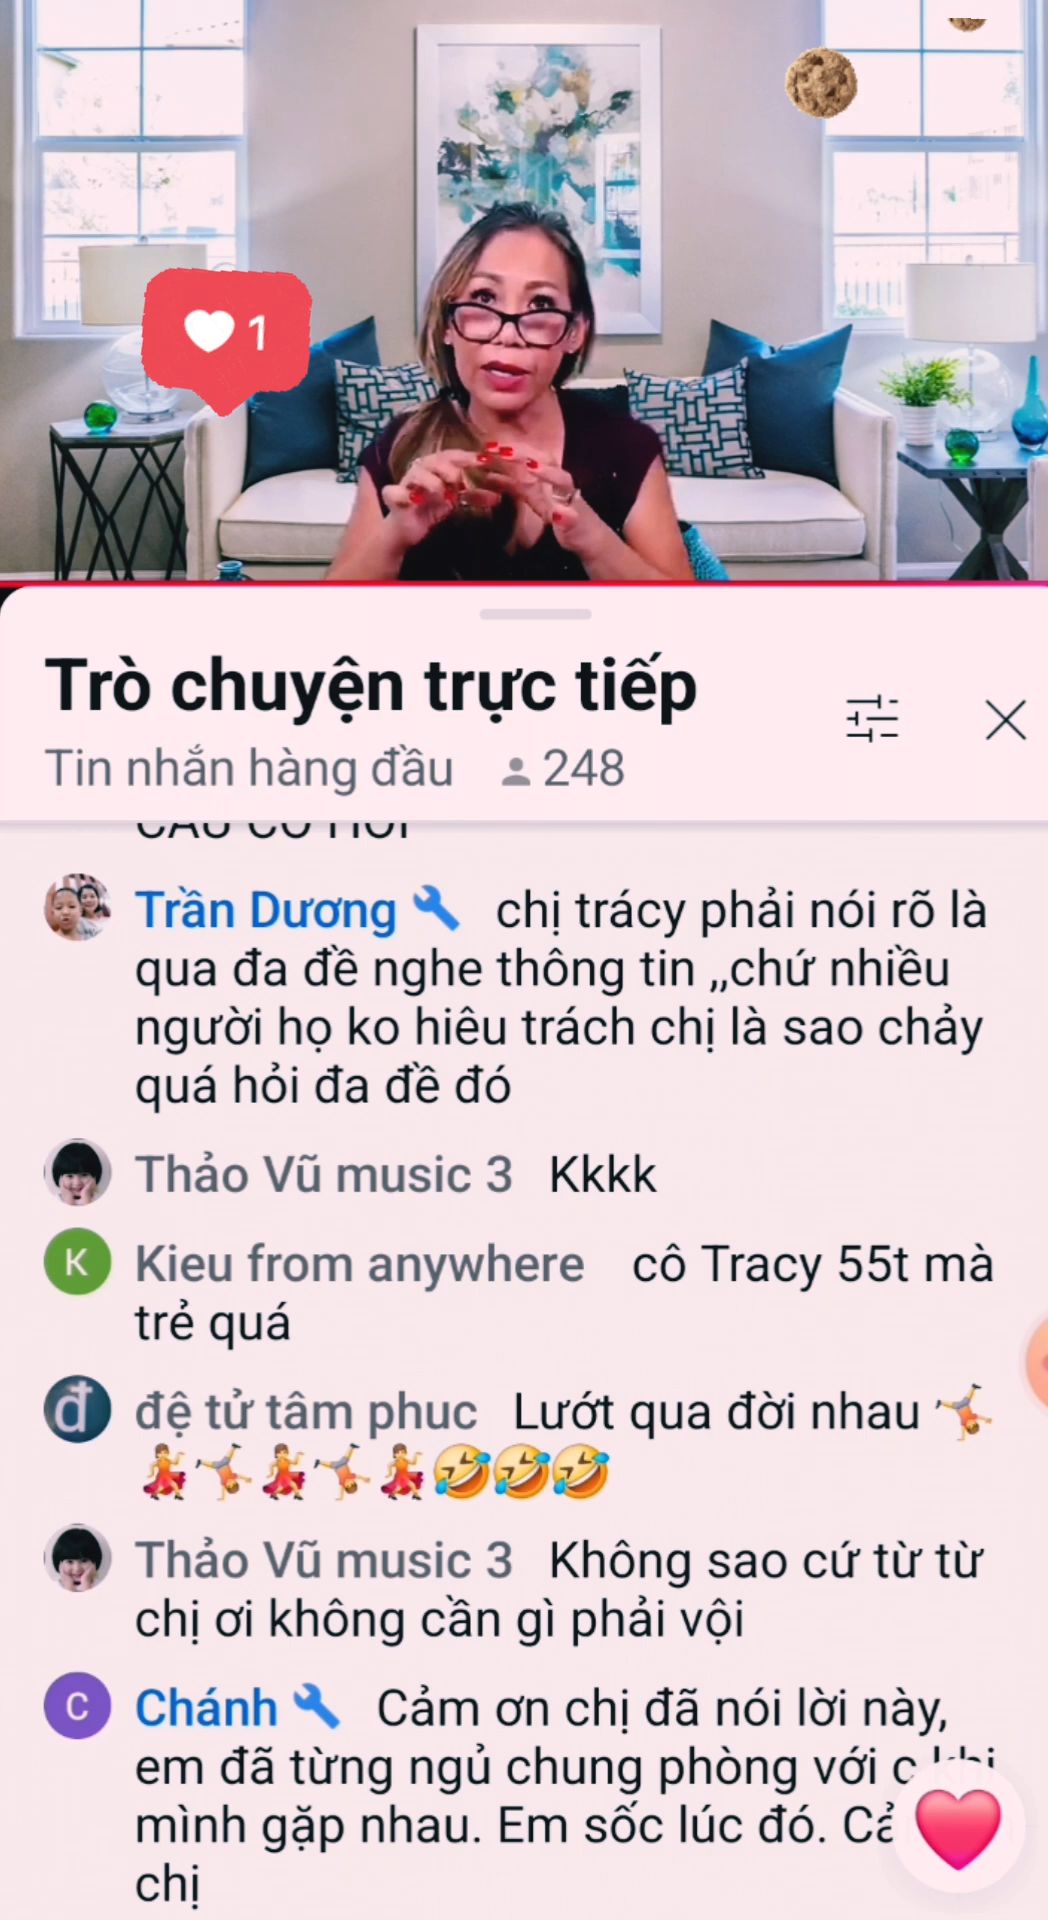 1
Trò chuyện trực tiếp
Tin nhắn hàng đầu 248
Trần Dương chị trácy phải nói rõ là
qua đa đề nghe thông tin ,,chứ nhiều
người họ ko hiêu trách chị là sao chảy
quá hỏi đa đề đó
Thảo Vũ music 3 Kkkk
K Kieu from anywhere cô Tracy 55t mà
trẻ quá
đ đệ tử tâm phuc Lướt qua đời nhau
Thảo Vũ music 3 Không sao cứ từ từ
chị ơi không cần gì phải vội
C Chánh Cảm ơn chị đã nói lời này,
em đã từng ngủ chung phòng với c khi
mình gặp nhau. Em sốc lúc đó.
chị